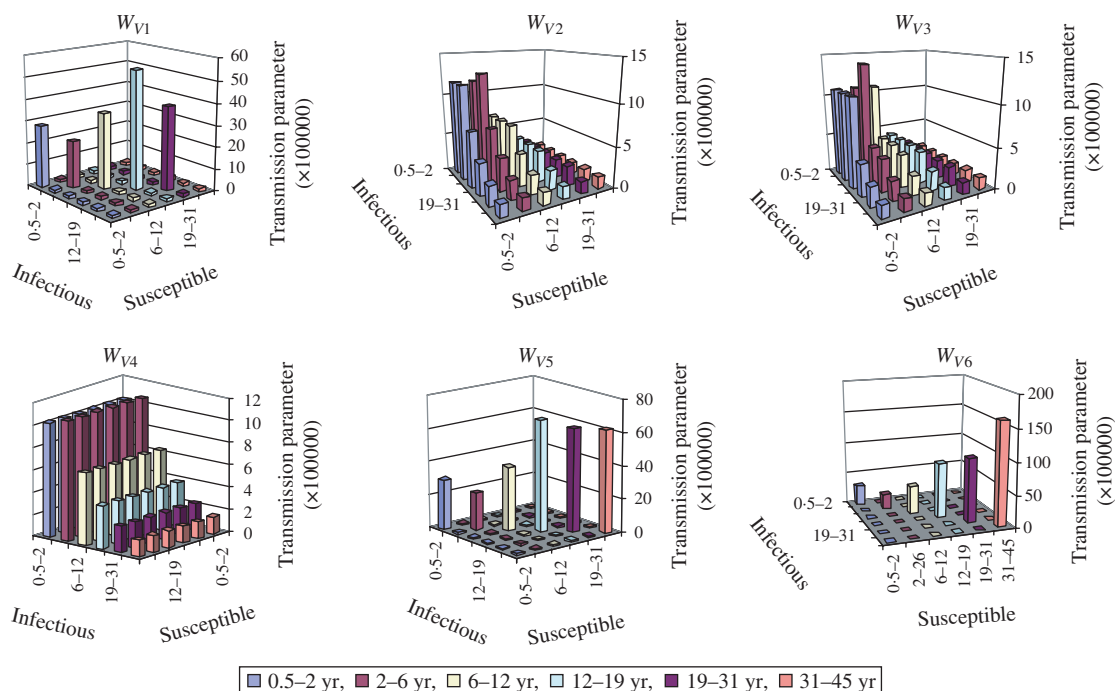 W_V1
60
50
40
30
20
10
0
Transmission parameter
(×100000)
0·5–2
12–19
Infectious
0·5–2
6–12
19–31
Susceptible
W_V2
15
10
5
0
Transmission parameter
(×100000)
0·5–2
19–31
Infectious
0·5–2
6–12
19–31
Susceptible
W_V3
15
10
5
0
Transmission parameter
(×100000)
0·5–2
19–31
Infectious
0·5–2
6–12
19–31
Susceptible
W_V4
12
10
8
6
4
2
0
Transmission parameter
(×100000)
0·5–2
6–12
19–31
Infectious
12–19
0·5–2
Susceptible
W_V5
80
60
40
20
0
Transmission parameter
(×100000)
0·5–2
12–19
Infectious
0·5–2
6–12
19–31
Susceptible
W_V6
200
150
100
50
0
Transmission parameter
(×100000)
0·5–2
19–31
Infectious
0·5–2
2–26
6–12
12–19
19–31
31–45
Susceptible
0.5–2 yr, 2–6 yr, 6–12 yr, 12–19 yr, 19–31 yr, 31–45 yr